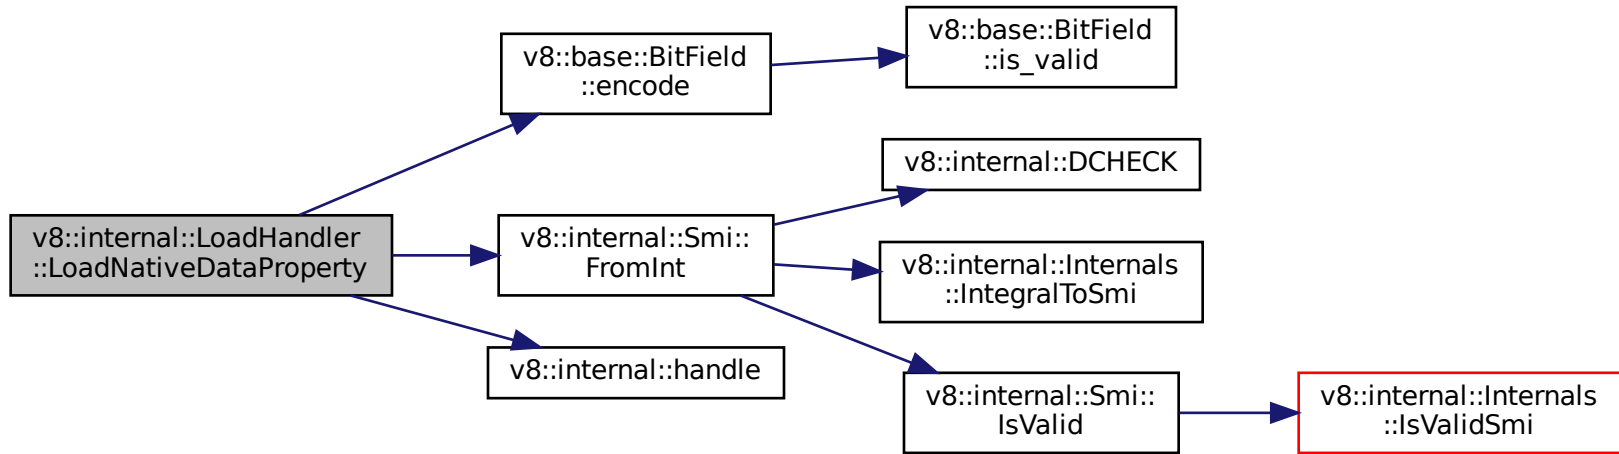 v8::internal::LoadHandler
::LoadNativeDataProperty
v8::base::BitField
::encode
v8::base::BitField
::is_valid
v8::internal::Smi::
FromInt
v8::internal::DCHECK
v8::internal::Internals
::IntegralToSmi
v8::internal::Smi::
IsValid
v8::internal::Internals
::IsValidSmi
v8::internal::handle